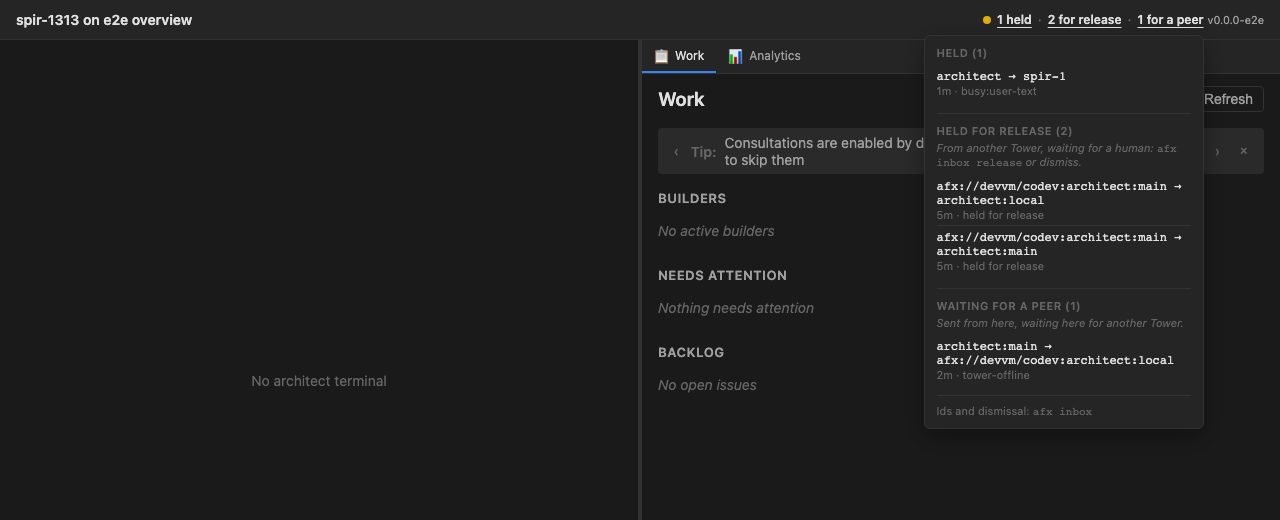 spir-1313 on e2e overview
1 held · 2 for release · 1 for a peer v0.0.0-e2e
Work
Analytics
Work
Refresh
‹ Tip: Consultations are enabled by d
to skip them
› ×
BUILDERS
No active builders
NEEDS ATTENTION
Nothing needs attention
BACKLOG
No open issues
No architect terminal
HELD (1)
architect → spir-1
1m · busy:user-text
HELD FOR RELEASE (2)
From another Tower, waiting for a human: afx
inbox release or dismiss.
afx://devvm/codev:architect:main →
architect:local
5m · held for release
afx://devvm/codev:architect:main →
architect:main
5m · held for release
WAITING FOR A PEER (1)
Sent from here, waiting here for another Tower.
architect:main →
afx://devvm/codev:architect:local
2m · tower-offline
Ids and dismissal: afx inbox